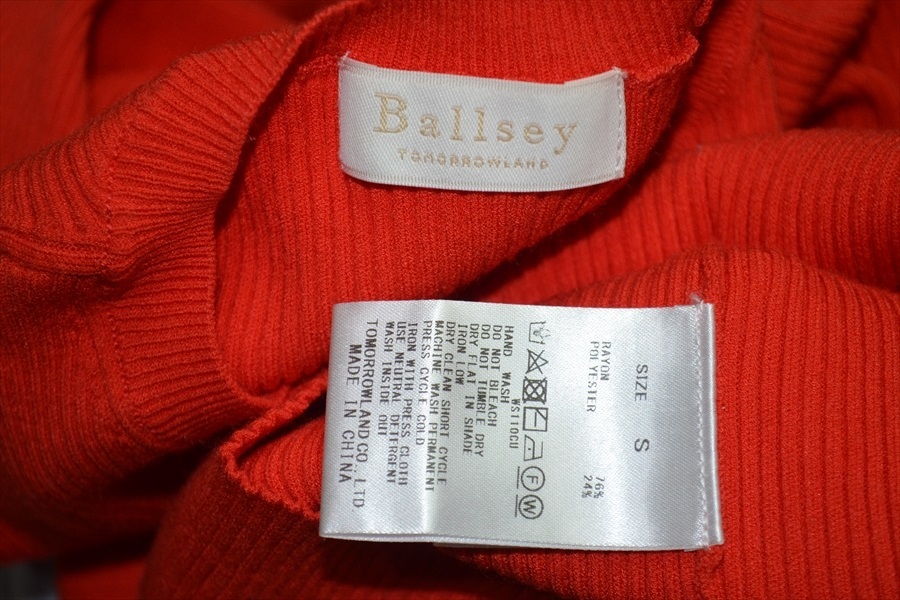 Ballsey
TOMORROWLAND
SIZE S
RAYON 76%
POLYESTER 24%
WS110CU
HAND WASH
DO NOT BLEACH
DO NOT TUMBLE DRY
DRY FLAT IN SHADE
IRON LOW
DRY CLEAN SHORT CYCLE
MACHINE WASH PERMANENT
PRESS CYCLE COLD
IRON WITH PRESS CLOTH
USE NEUTRAL DETERGENT
WASH INSIDE OUT
TOMORROWLAND CO., LTD
MADE IN CHINA